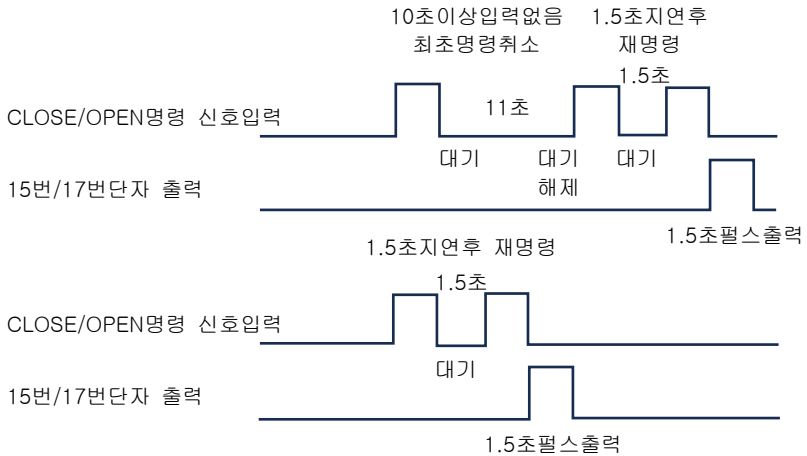 10초이상입력없음
최초명령취소
1.5초지연후
재명령
1.5초
CLOSE/OPEN명령 신호입력
11초
대기
대기
해제
대기
15번/17번단자 출력
1.5초펄스출력
1.5초지연후 재명령
1.5초
CLOSE/OPEN명령 신호입력
대기
15번/17번단자 출력
1.5초펄스출력